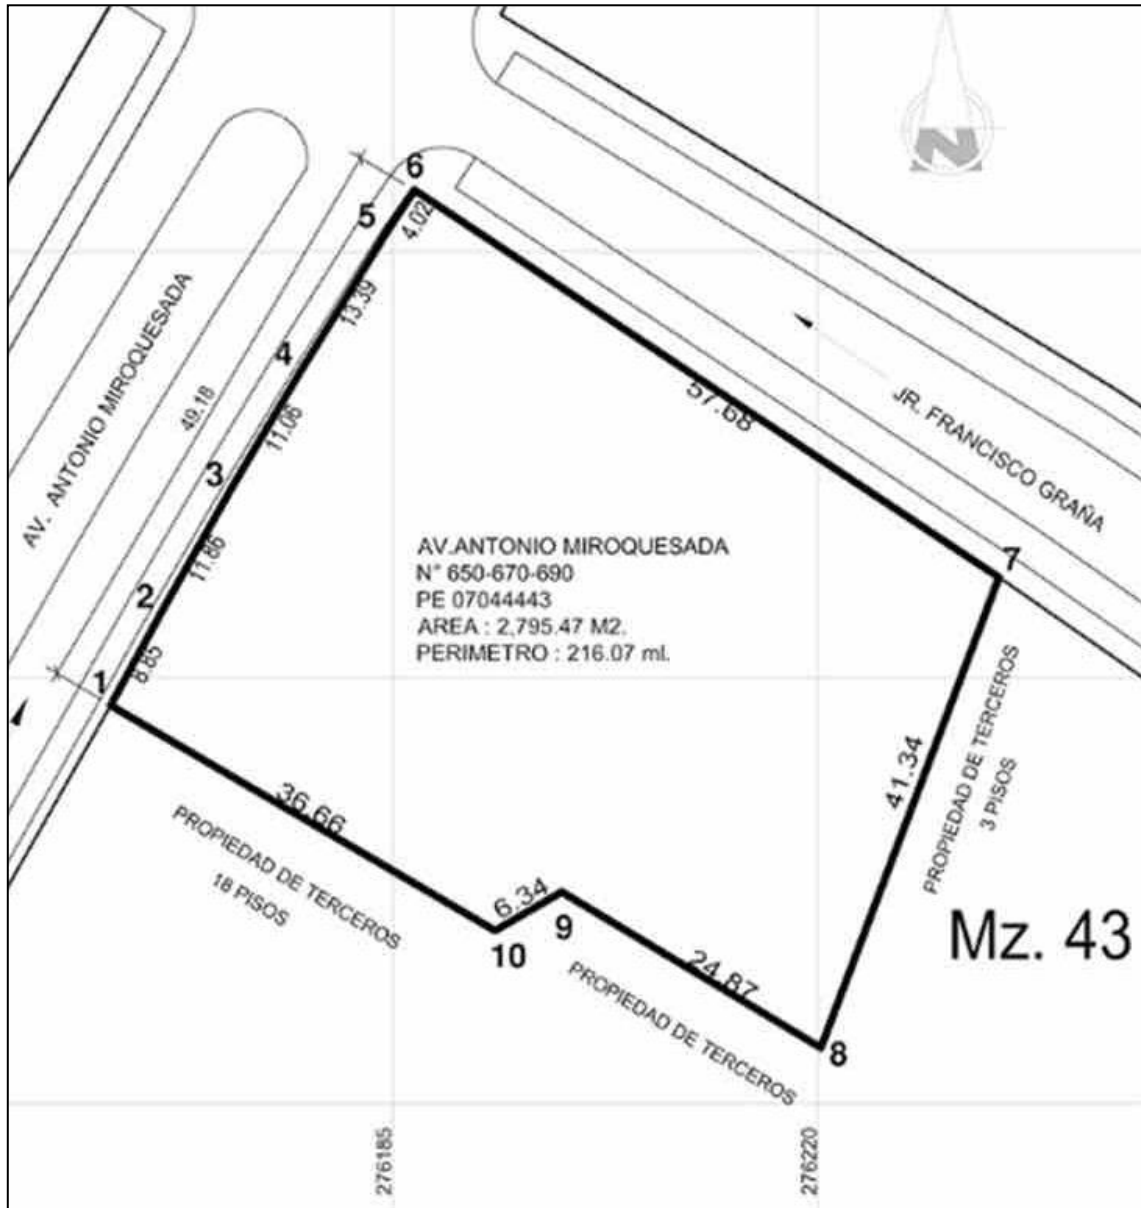 N
6
5
4.02
13.39
AV. ANTONIO MIROQUESADA
49.18
4
11.06
57.68
JR. FRANCISCO GRAÑA
3
11.86
2
7
AV.ANTONIO MIROQUESADA
N° 650-670-690
PE 07044443
AREA : 2,795.47 M2.
PERIMETRO : 216.07 ml.
1
8.85
36.66
PROPIEDAD DE TERCEROS
18 PISOS
41.34
PROPIEDAD DE TERCEROS
3 PISOS
6.34
9
10
Mz. 43
24.87
PROPIEDAD DE TERCEROS
8
276185
276220